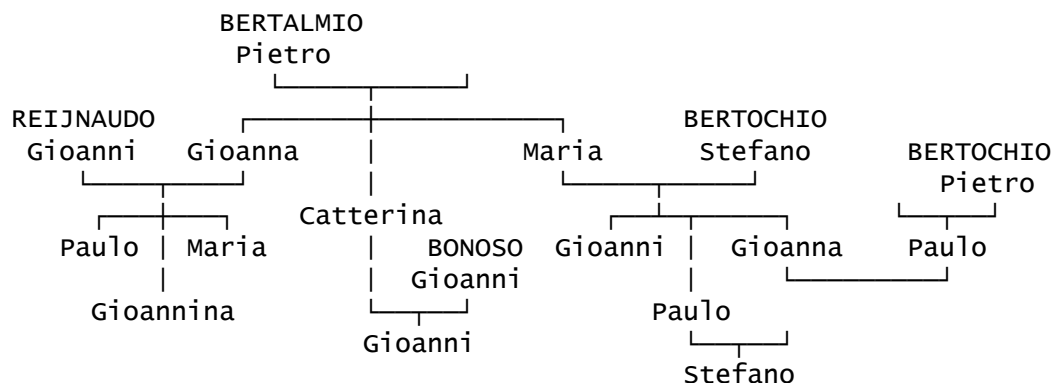 BERTALMIO
Pietro
REIJNAUDO BERTOCHIO
Gioanni Gioanna Maria Stefano BERTOCHIO
Pietro
Catterina
Paulo Maria BONOSO Gioanni Gioanna Paulo
Gioanni
Gioannina Paulo
Gioanni
Stefano